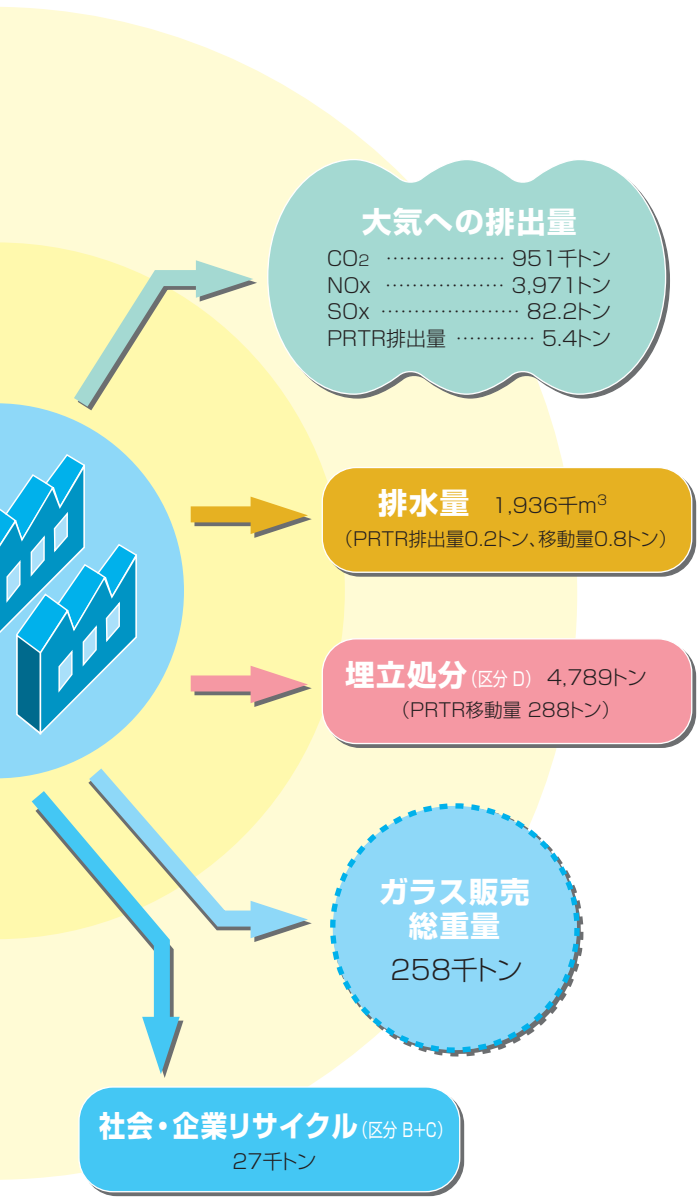 大気への排出量
CO2 ……………… 951千トン
NOx ……………… 3,971トン
SOx ………………… 82.2トン
PRTR排出量 ………… 5.4トン
排水量 1,936千m³
（PRTR排出量0.2トン、移動量0.8トン）
埋立処分（区分 D） 4,789トン
（PRTR移動量 288トン）
ガラス販売
総重量
258千トン
社会・企業リサイクル（区分 B+C）
27千トン